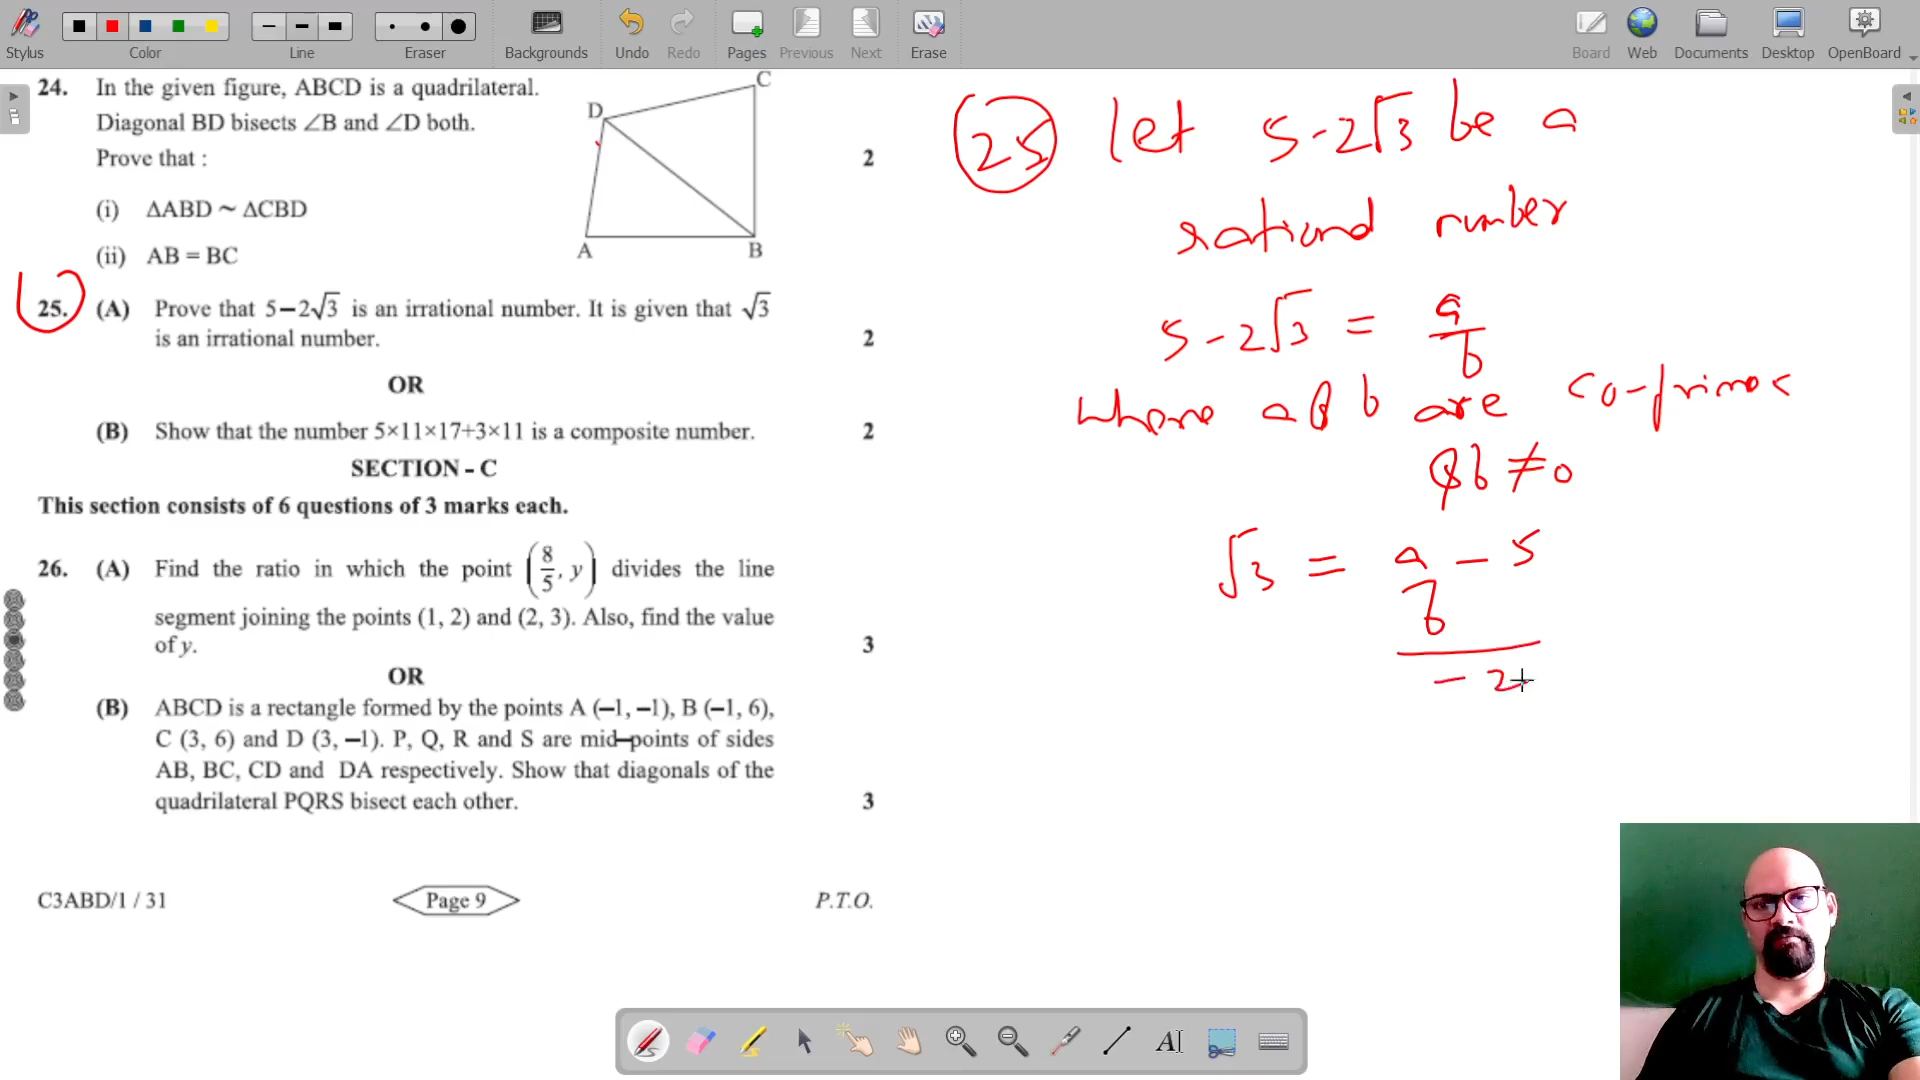 Stylus
Color
Line
Eraser
Backgrounds
Undo
Redo
Pages
Previous
Next
Erase
Board
Web
Documents
Desktop
OpenBoard
24. In the given figure, ABCD is a quadrilateral.
Diagonal BD bisects ∠B and ∠D both.
Prove that : 2
(i) ΔABD ~ ΔCBD
(ii) AB = BC
D
C
A
B
25. (A) Prove that 5−2√3 is an irrational number. It is given that √3
is an irrational number. 2
OR
(B) Show that the number 5×11×17+3×11 is a composite number. 2
SECTION - C
This section consists of 6 questions of 3 marks each.
26. (A) Find the ratio in which the point (8/5, y) divides the line
segment joining the points (1, 2) and (2, 3). Also, find the value
of y. 3
OR
(B) ABCD is a rectangle formed by the points A (−1, −1), B (−1, 6),
C (3, 6) and D (3, −1). P, Q, R and S are mid-points of sides
AB, BC, CD and DA respectively. Show that diagonals of the
quadrilateral PQRS bisect each other. 3
C3ABD/1 / 31 Page 9 P.T.O.
25 let 5-2√3 be a
rational number
5-2√3 = a/b
where a & b are co-primes
& b ≠ 0
√3 = a/b - 5
- 2